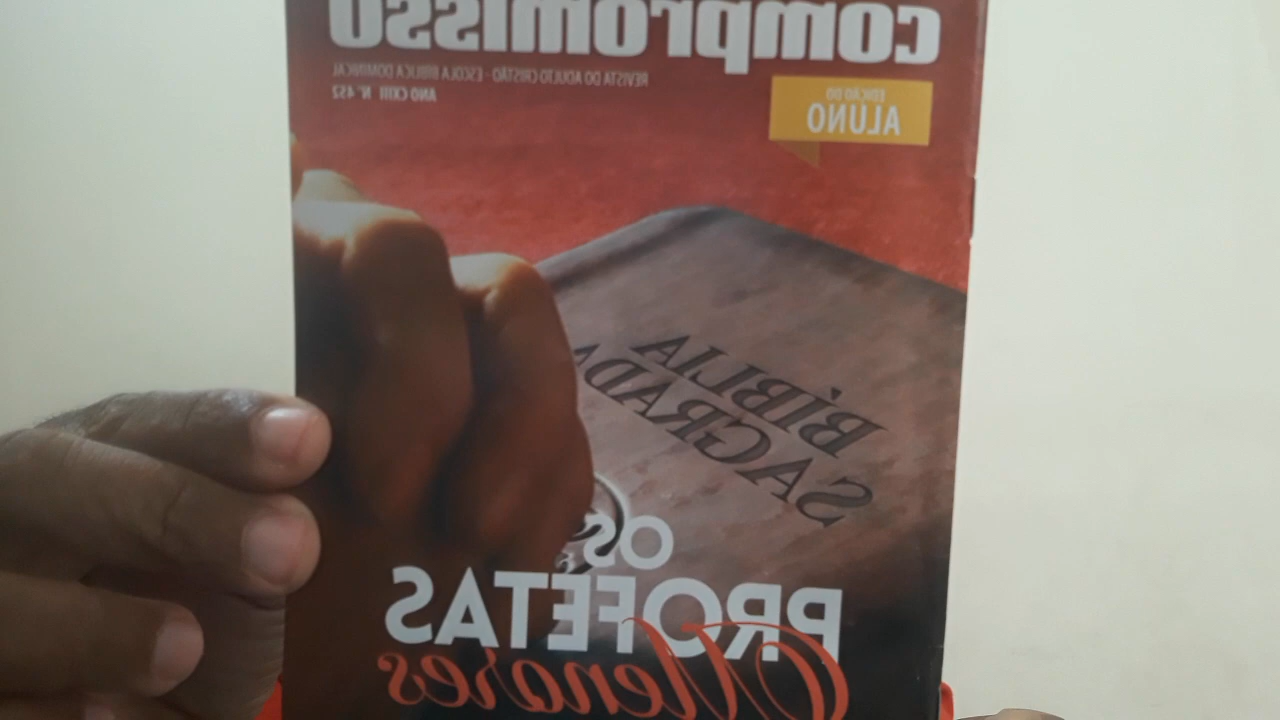 compromisso
REVISTA DO ADULTO CRISTÃO - ESCOLA BÍBLICA DOMINICAL
ANO CXIII Nº 452
EDIÇÃO DO
ALUNO
BÍBLIA
SAGRADA
OS
PROFETAS
Menores